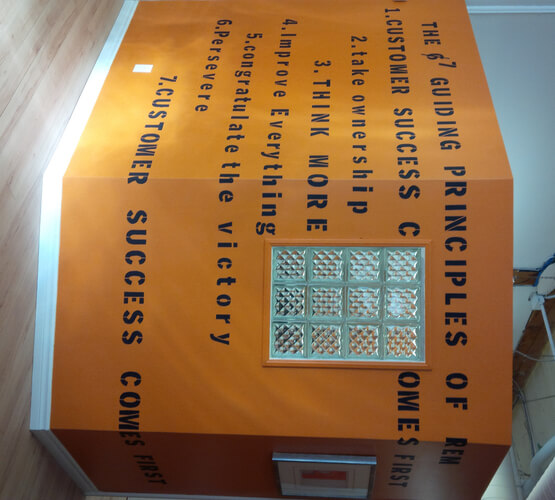 THE 7 GUIDING PRINCIPLES OF REN
1.CUSTOMER SUCCESS COMES FIRST
2.take ownership
3.THINK MORE
4.Improve Everything
5.congratulate the victory
6.Persevere
7.CUSTOMER SUCCESS COMES FIRST